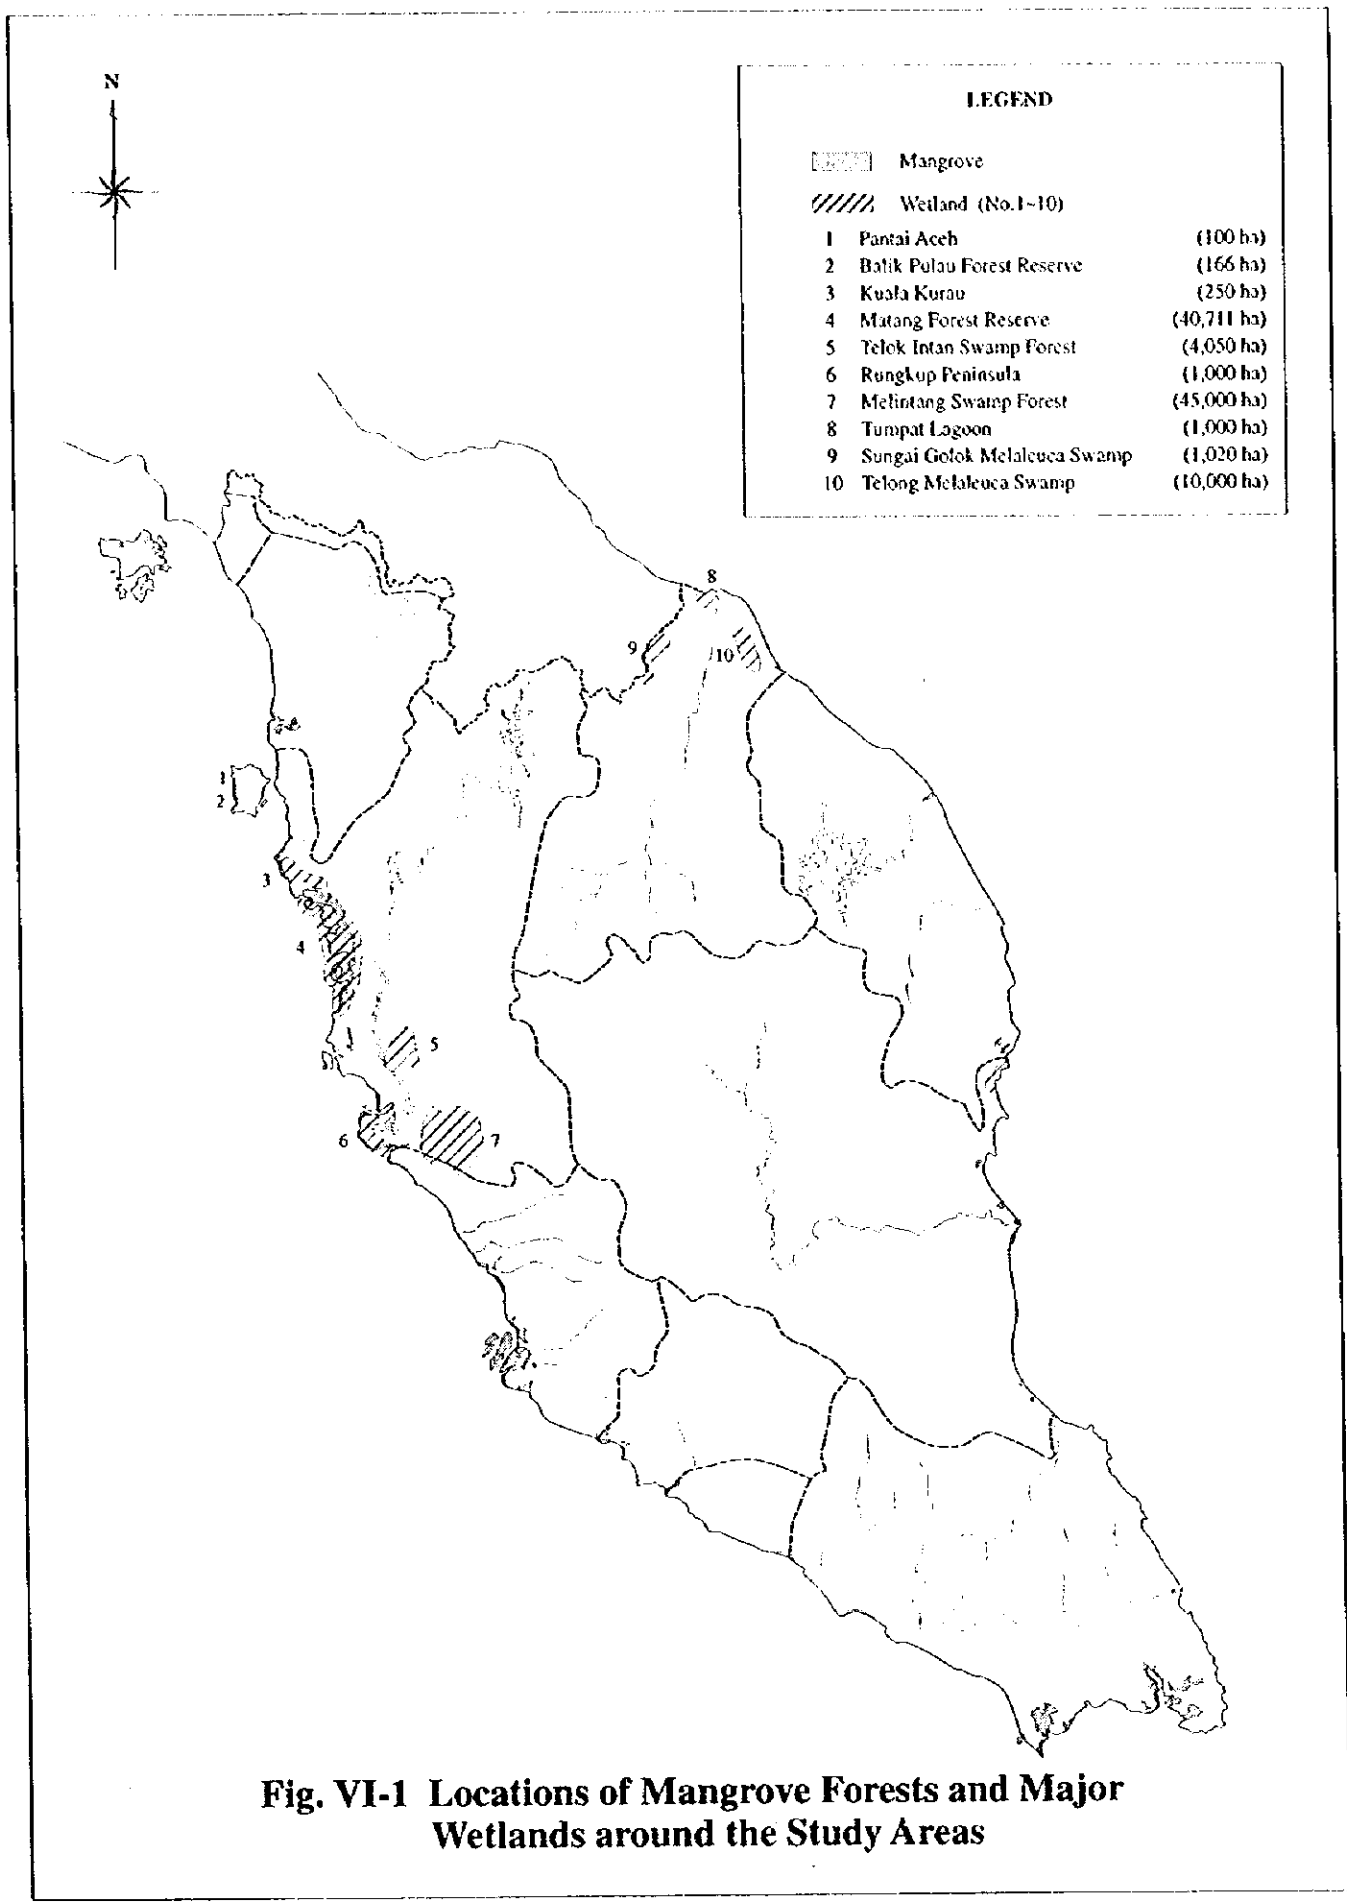 N
LEGEND
Mangrove
Wetland (No.1~10)
1 Pantai Aceh (100 ha)
2 Balik Pulau Forest Reserve (166 ha)
3 Kuala Kurau (250 ha)
4 Matang Forest Reserve (40,711 ha)
5 Telok Intan Swamp Forest (4,050 ha)
6 Rungkup Peninsula (1,000 ha)
7 Melintang Swamp Forest (45,000 ha)
8 Tumpat Lagoon (1,000 ha)
9 Sungai Golok Melaleuca Swamp (1,020 ha)
10 Telong Melaleuca Swamp (10,000 ha)
8
9
10
1
2
3
4
5
6
7
Fig. VI-1 Locations of Mangrove Forests and Major
Wetlands around the Study Areas